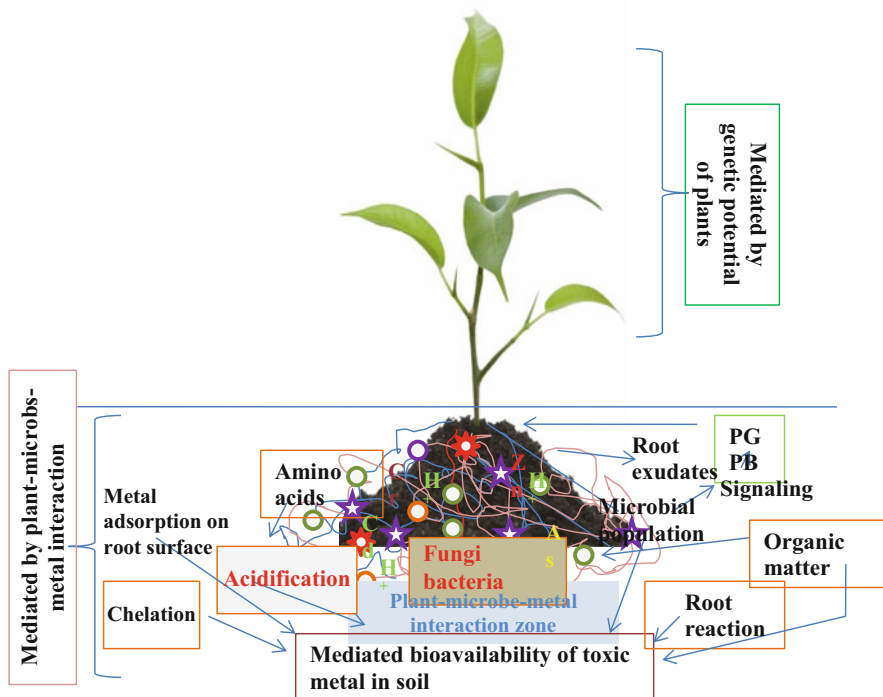 Mediated by
genetic potential
of plants
Mediated by plant-microbs-
metal interaction
PG
PB
Root
exudates
Signaling
Amino
acids
Metal
adsorption on
root surface
Microbial
population
Organic
matter
Acidification
Fungi
bacteria
Chelation
Root
reaction
Plant-microbe-metal
interaction zone
Mediated bioavailability of toxic
metal in soil
H
+
Z
n
H
C
C
d
A
s
H
+